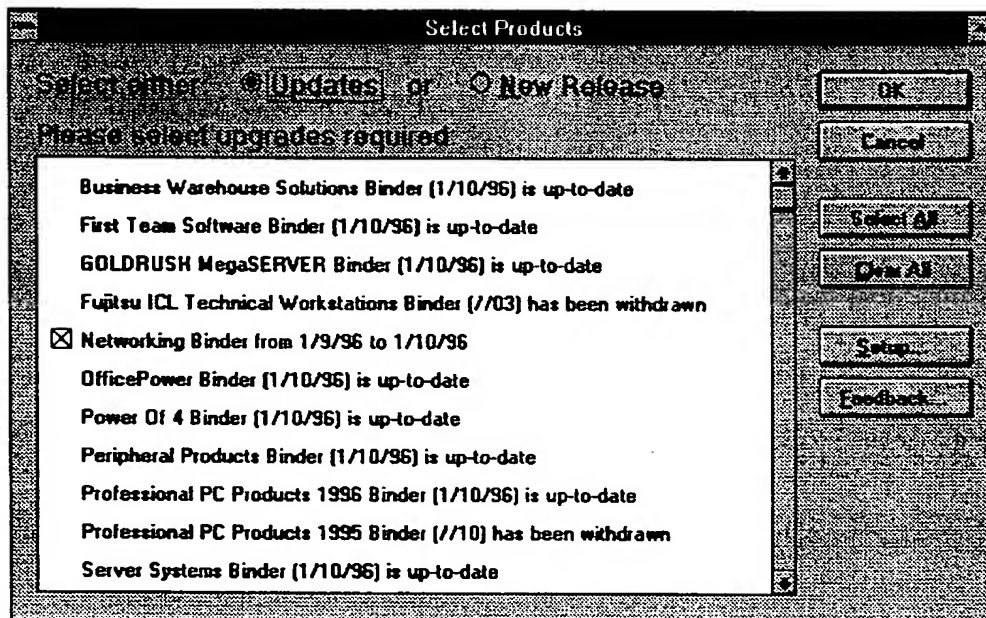 Select Products
Select either: Updates or New Release
Please select upgrades required
Business Warehouse Solutions Binder (1/10/96) is up-to-date
First Team Software Binder (1/10/96) is up-to-date
GOLDRUSH MegaSERVER Binder (1/10/96) is up-to-date
Fujitsu ICL Technical Workstations Binder (//03) has been withdrawn
Networking Binder from 1/9/96 to 1/10/96
OfficePower Binder (1/10/96) is up-to-date
Power Of 4 Binder (1/10/96) is up-to-date
Peripheral Products Binder (1/10/96) is up-to-date
Professional PC Products 1996 Binder (1/10/96) is up-to-date
Professional PC Products 1995 Binder (//10) has been withdrawn
Server Systems Binder (1/10/96) is up-to-date
OK
Cancel
Select All
Clear All
Setup...
Feedback...